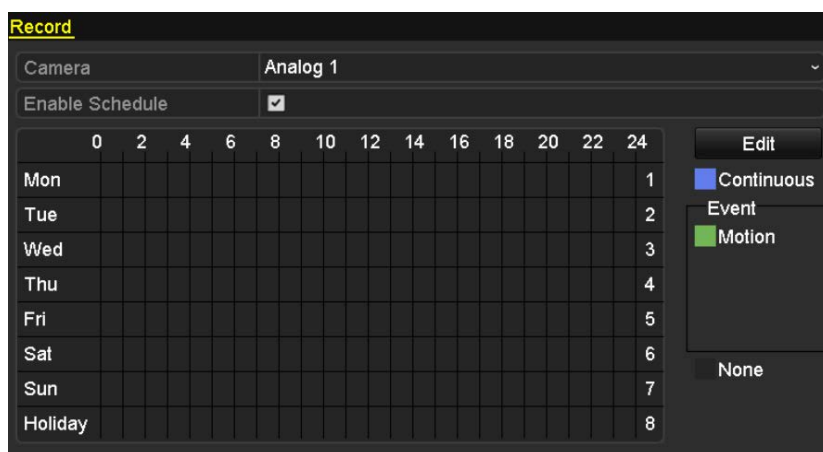 Record
Camera Analog 1
Enable Schedule
0 2 4 6 8 10 12 14 16 18 20 22 24
Edit
Mon 1
Continuous
Tue 2
Event
Motion
Wed 3
Thu 4
Fri 5
Sat 6
None
Sun 7
Holiday 8